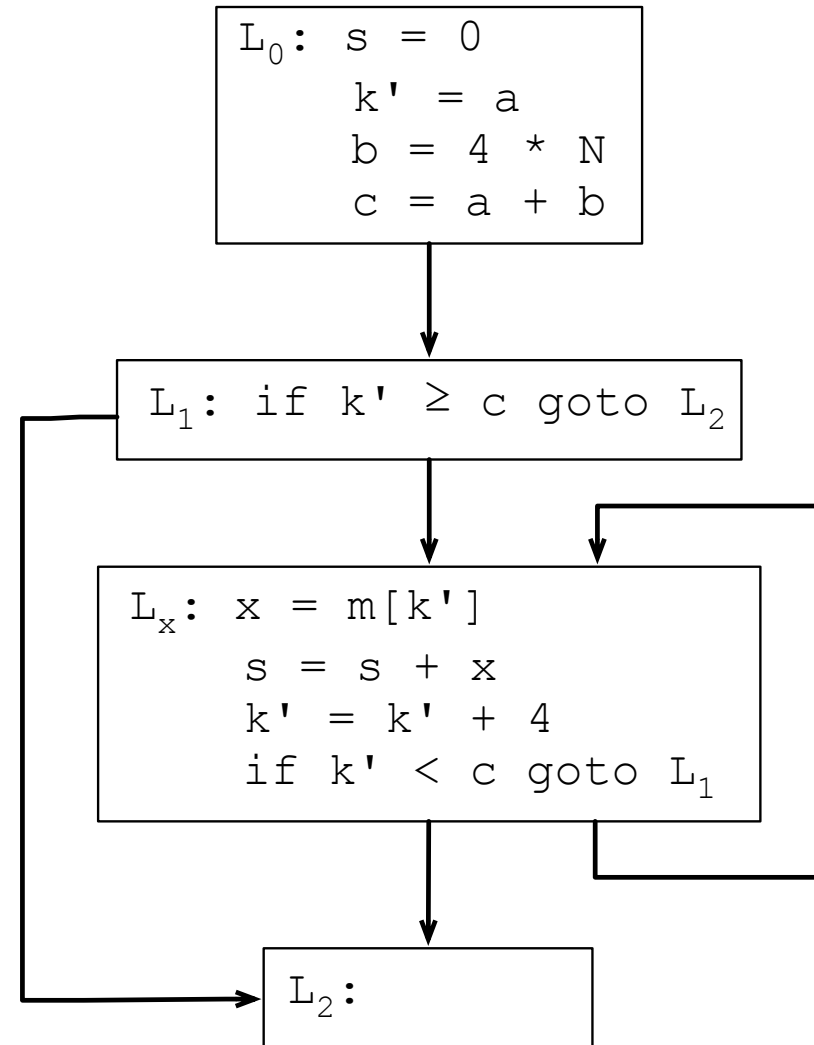 L₀: s = 0
k' = a
b = 4 * N
c = a + b
L₁: if k' ≥ c goto L₂
Lₓ: x = m[k']
s = s + x
k' = k' + 4
if k' < c goto L₁
L₂: